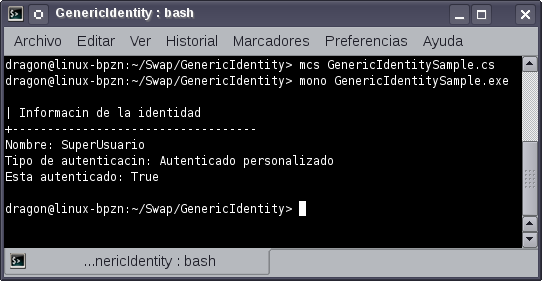 GenericIdentity : bash
Archivo Editar Ver Historial Marcadores Preferencias Ayuda
dragon@linux-bpzn:~/Swap/GenericIdentity> mcs GenericIdentitySample.cs
dragon@linux-bpzn:~/Swap/GenericIdentity> mono GenericIdentitySample.exe
| Informacin de la identidad
+----------------------------------
Nombre: SuperUsuario
Tipo de autenticacin: Autenticado personalizado
Esta autenticado: True
dragon@linux-bpzn:~/Swap/GenericIdentity>
...nericIdentity : bash